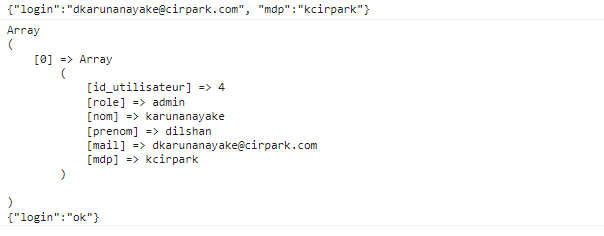 {"login":"dkarunanayake@cirpark.com", "mdp":"kcirpark"}
Array
(
    [0] => Array
        (
            [id_utilisateur] => 4
            [role] => admin
            [nom] => karunanayake
            [prenom] => dilshan
            [mail] => dkarunanayake@cirpark.com
            [mdp] => kcirpark
        )

)
{"login":"ok"}